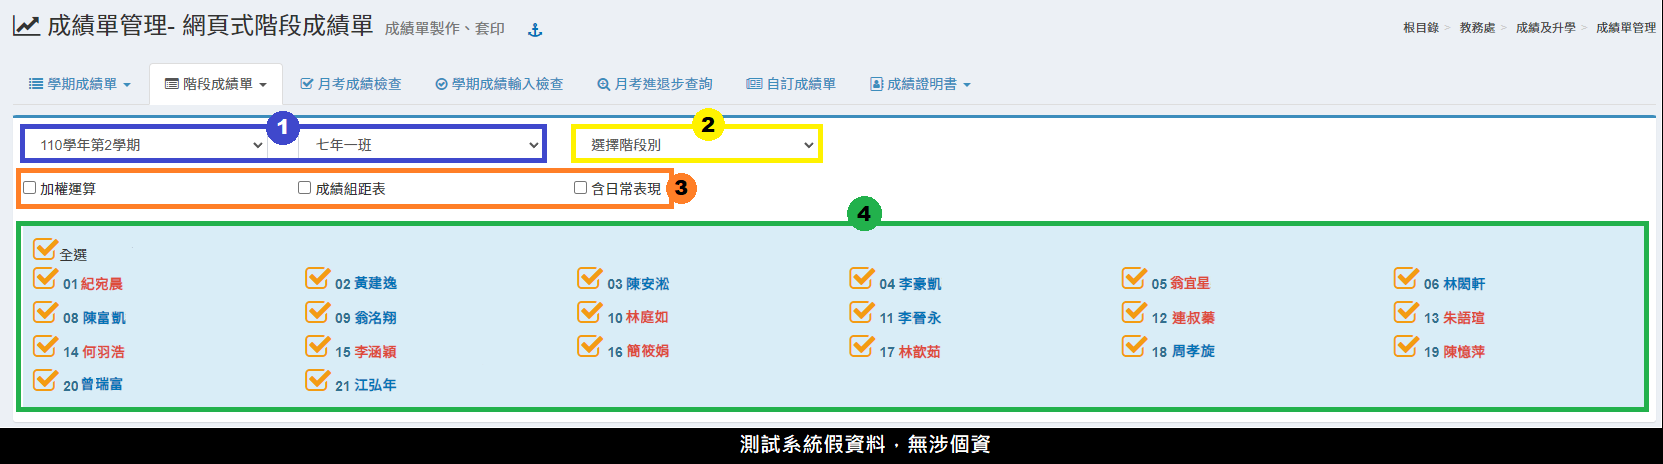 成績單管理- 網頁式階段成績單 成績單製作、套印
根目錄 > 教務處 > 成績及升學 > 成績單管理
學期成績單 階段成績單 月考成績檢查 學期成績輸入檢查 月考進退步查詢 自訂成績單 成績證明書
1 2
110學年第2學期 七年一班 選擇階段別
加權運算 成績組距表 含日常表現 3
4
全選
01 紀宛晨 02 黃建逸 03 陳安淞 04 李豪凱 05 翁宜星 06 林閎軒
08 陳富凱 09 翁洺翔 10 林庭如 11 李晉永 12 連叔蓁 13 朱語瑄
14 何羽浩 15 李涵穎 16 簡筱娟 17 林歆茹 18 周孝旋 19 陳憶萍
20 曾瑞富 21 江弘年
測試系統假資料，無涉個資